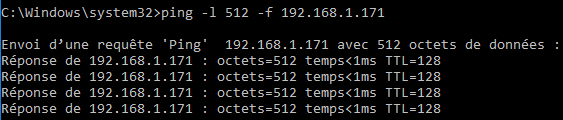 C:\Windows\system32>ping -l 512 -f 192.168.1.171
Envoi d’une requête 'Ping'  192.168.1.171 avec 512 octets de données :
Réponse de 192.168.1.171 : octets=512 temps<1ms TTL=128
Réponse de 192.168.1.171 : octets=512 temps<1ms TTL=128
Réponse de 192.168.1.171 : octets=512 temps<1ms TTL=128
Réponse de 192.168.1.171 : octets=512 temps<1ms TTL=128